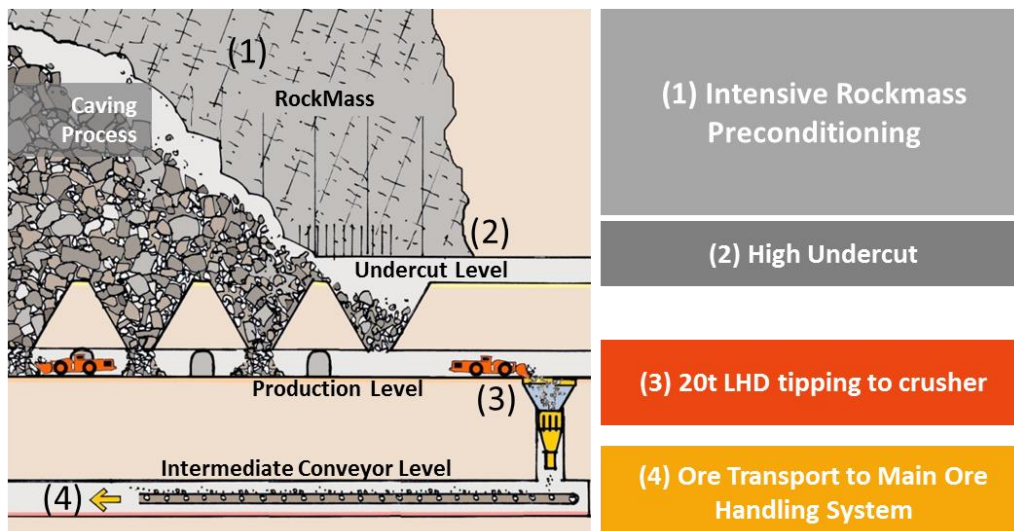 (1)
RockMass
Caving
Process
(2)
Undercut Level
Production Level
(3)
Intermediate Conveyor Level
(4)
(1) Intensive Rockmass
Preconditioning
(2) High Undercut
(3) 20t LHD tipping to crusher
(4) Ore Transport to Main Ore
Handling System